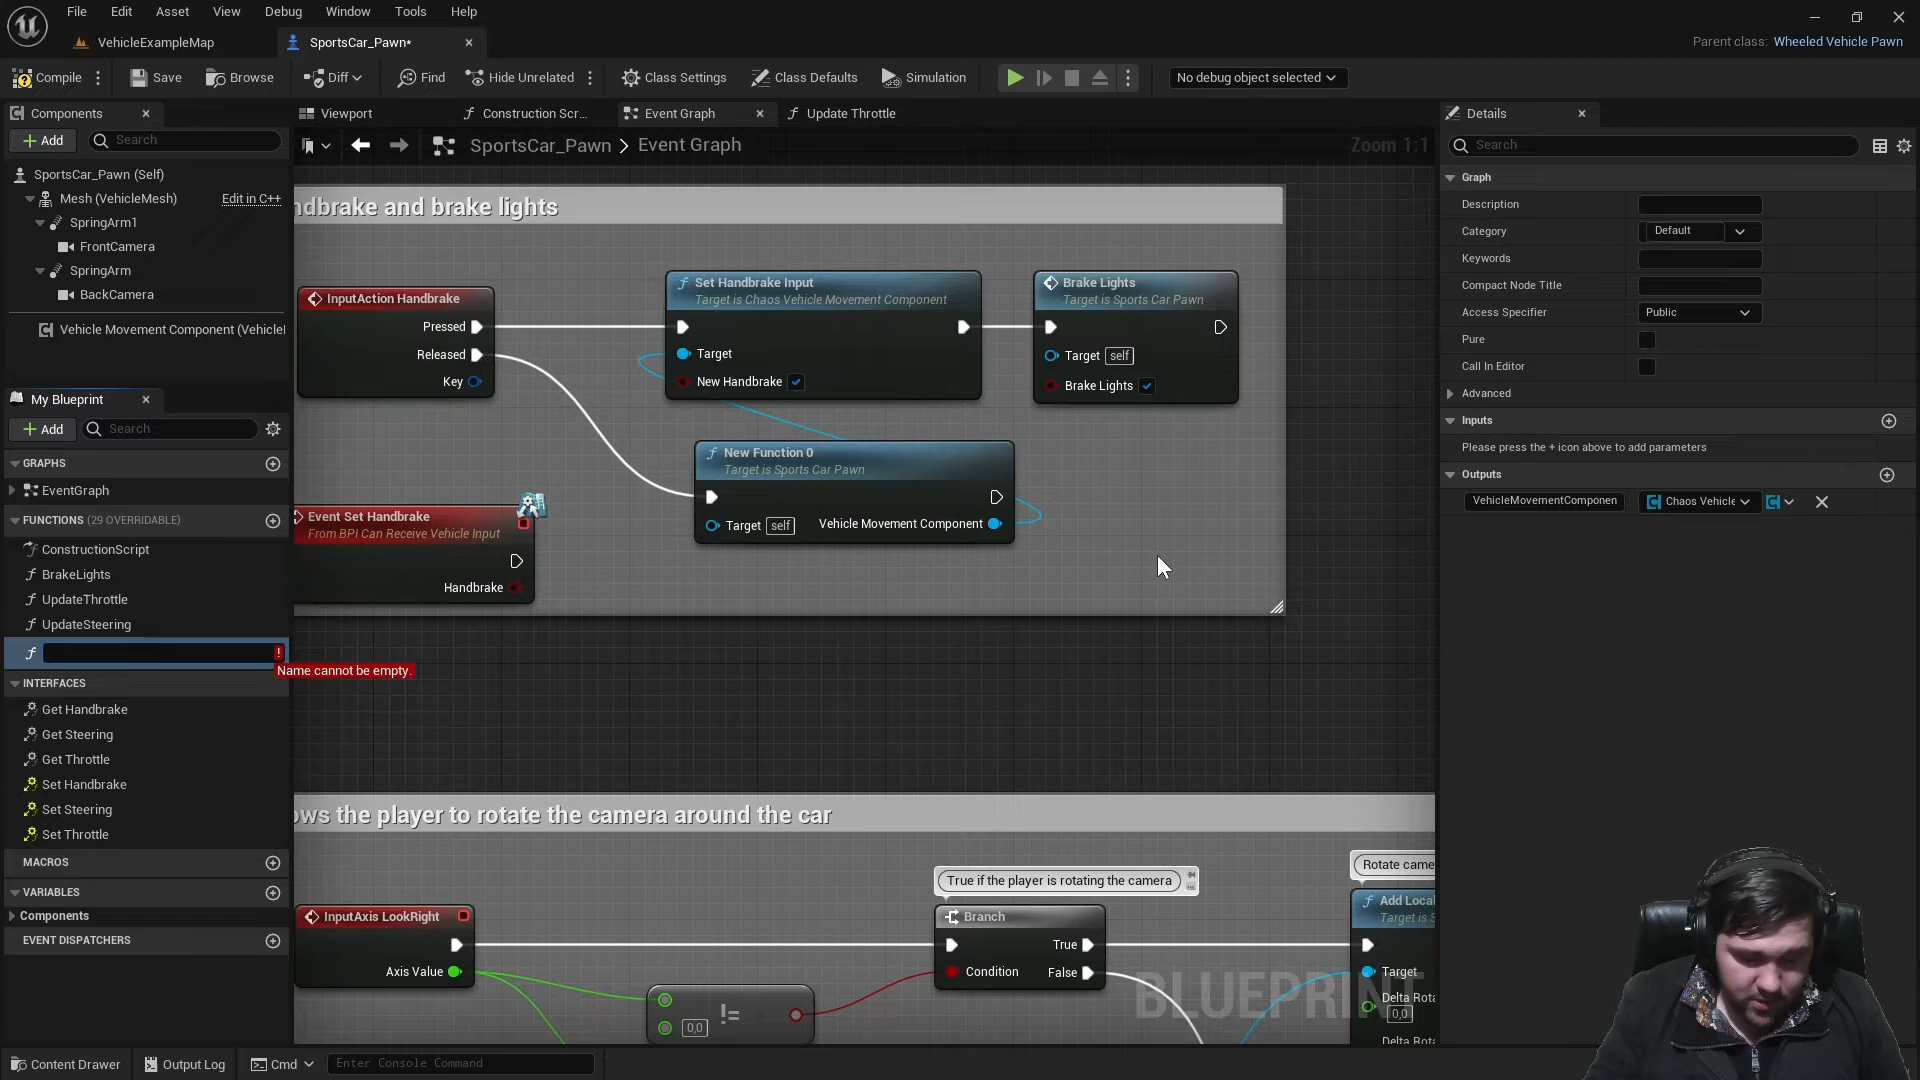 File Edit Asset View Debug Window Tools Help
VehicleExampleMap
SportsCar_Pawn*
Parent class: Wheeled Vehicle Pawn
Compile
Save
Browse
Diff
Find
Hide Unrelated
Class Settings
Class Defaults
Simulation
No debug object selected
Components
Add
Search
SportsCar_Pawn (Self)
Mesh (VehicleMesh)
Edit in C++
SpringArm1
FrontCamera
SpringArm
BackCamera
Vehicle Movement Component (Vehicle
My Blueprint
Add
Search
GRAPHS
EventGraph
FUNCTIONS (29 OVERRIDABLE)
ConstructionScript
BrakeLights
UpdateThrottle
UpdateSteering
!
Name cannot be empty.
INTERFACES
Get Handbrake
Get Steering
Get Throttle
Set Handbrake
Set Steering
Set Throttle
MACROS
VARIABLES
Components
EVENT DISPATCHERS
Viewport
Construction Scr...
Event Graph
Update Throttle
SportsCar_Pawn > Event Graph
Zoom 1:1
ndbrake and brake lights
InputAction Handbrake
Pressed
Released
Key
Set Handbrake Input
Target is Chaos Vehicle Movement Component
Target
New Handbrake
Brake Lights
Target is Sports Car Pawn
Target self
Brake Lights
New Function 0
Target is Sports Car Pawn
Target self
Vehicle Movement Component
Event Set Handbrake
From BPI Can Receive Vehicle Input
Handbrake
ows the player to rotate the camera around the car
True if the player is rotating the camera
Rotate came
InputAxis LookRight
Axis Value
0,0
!=
Branch
Condition
True
False
Add Local
Target is S
Target
Delta Rota
0,0
Delta Rota
BLUEPRINT
Details
Search
Graph
Description
Category
Default
Keywords
Compact Node Title
Access Specifier
Public
Pure
Call In Editor
Advanced
Inputs
Please press the + icon above to add parameters
Outputs
VehicleMovementComponen
Chaos Vehicle
Content Drawer
Output Log
Cmd
Enter Console Command